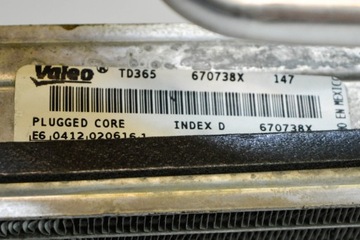 Valeo® TD365 670738X 147
PLUGGED CORE INDEX D 670738X
E6.0412.020616.1